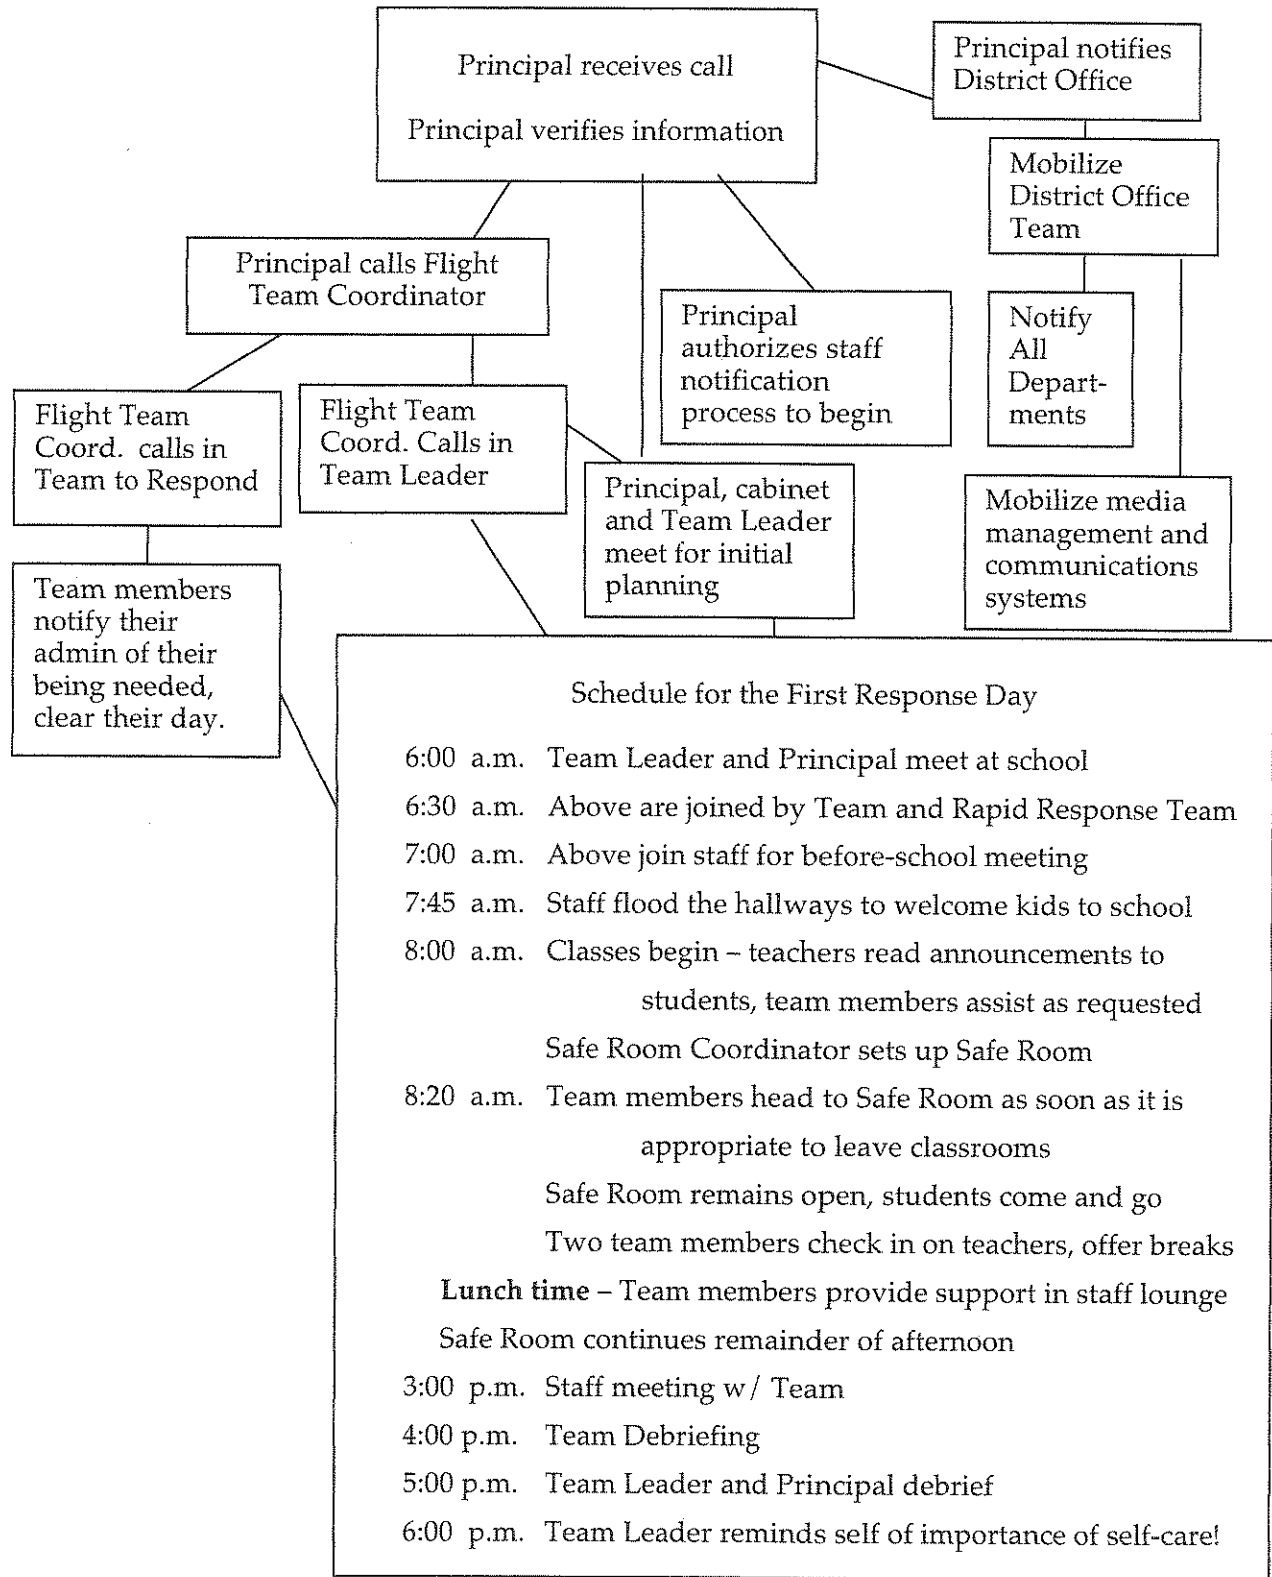 Principal receives call
Principal verifies information
Principal notifies
District Office
Mobilize
District Office
Team
Principal calls Flight
Team Coordinator
Principal
authorizes staff
notification
process to begin
Notify
All
Depart-
ments
Flight Team
Coord. calls in
Team to Respond
Flight Team
Coord. Calls in
Team Leader
Principal, cabinet
and Team Leader
meet for initial
planning
Mobilize media
management and
communications
systems
Team members
notify their
admin of their
being needed,
clear their day.
Schedule for the First Response Day
6:00 a.m. Team Leader and Principal meet at school
6:30 a.m. Above are joined by Team and Rapid Response Team
7:00 a.m. Above join staff for before-school meeting
7:45 a.m. Staff flood the hallways to welcome kids to school
8:00 a.m. Classes begin – teachers read announcements to
students, team members assist as requested
Safe Room Coordinator sets up Safe Room
8:20 a.m. Team members head to Safe Room as soon as it is
appropriate to leave classrooms
Safe Room remains open, students come and go
Two team members check in on teachers, offer breaks
Lunch time – Team members provide support in staff lounge
Safe Room continues remainder of afternoon
3:00 p.m. Staff meeting w/ Team
4:00 p.m. Team Debriefing
5:00 p.m. Team Leader and Principal debrief
6:00 p.m. Team Leader reminds self of importance of self-care!